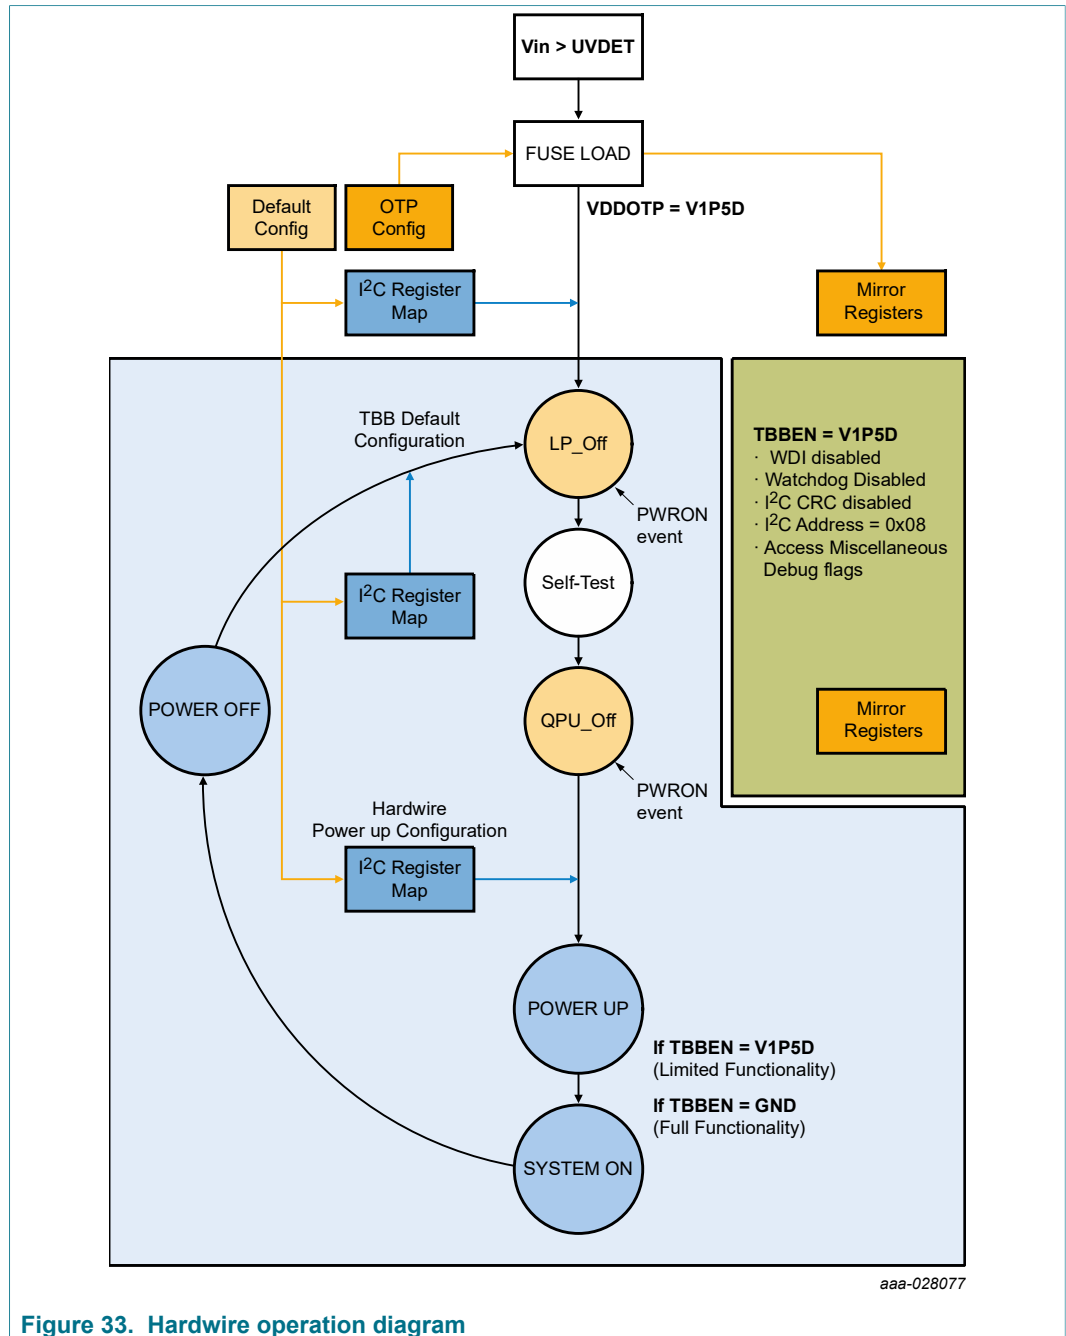 Vin > UVDET
FUSE LOAD
VDDOTP = V1P5D
Default
Config
OTP
Config
I2C Register
Map
Mirror
Registers
TBB Default
Configuration
LP_Off
PWRON
event
TBBEN = V1P5D
· WDI disabled
· Watchdog Disabled
· I2C CRC disabled
· I2C Address = 0x08
· Access Miscellaneous
Debug flags
Self-Test
I2C Register
Map
POWER OFF
QPU_Off
Mirror
Registers
PWRON
event
Hardwire
Power up Configuration
I2C Register
Map
POWER UP
If TBBEN = V1P5D
(Limited Functionality)
If TBBEN = GND
(Full Functionality)
SYSTEM ON
aaa-028077
Figure 33. Hardwire operation diagram